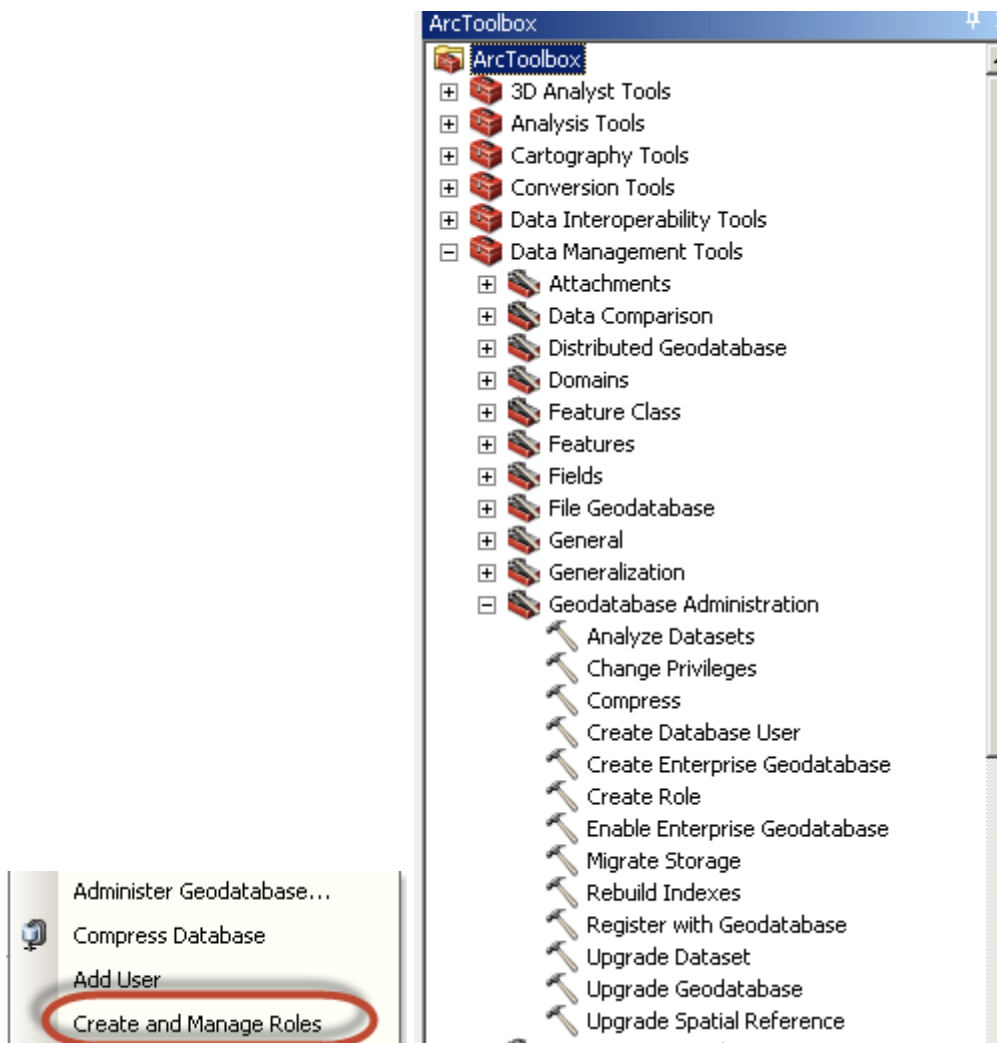 ArcToolbox
ArcToolbox
3D Analyst Tools
Analysis Tools
Cartography Tools
Conversion Tools
Data Interoperability Tools
Data Management Tools
Attachments
Data Comparison
Distributed Geodatabase
Domains
Feature Class
Features
Fields
File Geodatabase
General
Generalization
Geodatabase Administration
Analyze Datasets
Change Privileges
Compress
Create Database User
Create Enterprise Geodatabase
Create Role
Enable Enterprise Geodatabase
Migrate Storage
Rebuild Indexes
Register with Geodatabase
Upgrade Dataset
Upgrade Geodatabase
Upgrade Spatial Reference
Administer Geodatabase...
Compress Database
Add User
Create and Manage Roles